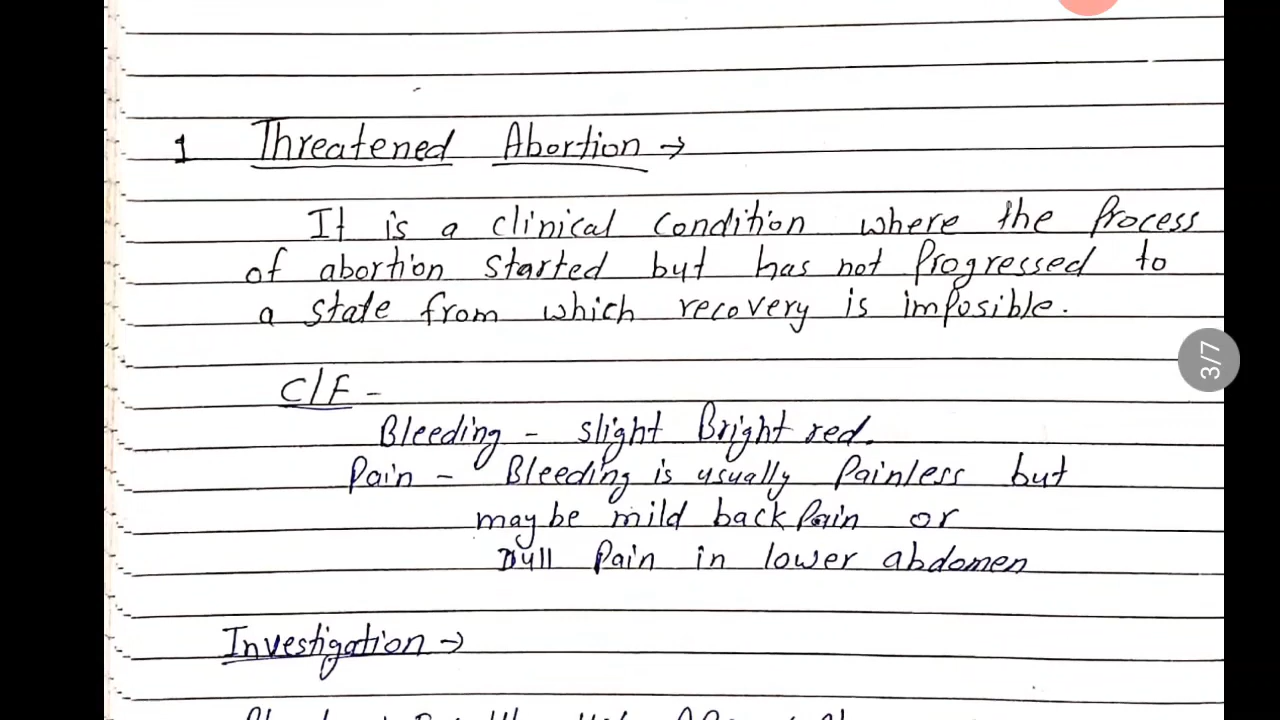 1 Threatened Abortion →
It is a clinical condition where the Process
of abortion started but has not Progressed to
a state from which recovery is imposible.
C/F -
Bleeding - slight Bright red.
Pain - Bleeding is usually Painless but
may be mild back Pain or
Dull Pain in lower abdomen
Investigation →
3/7